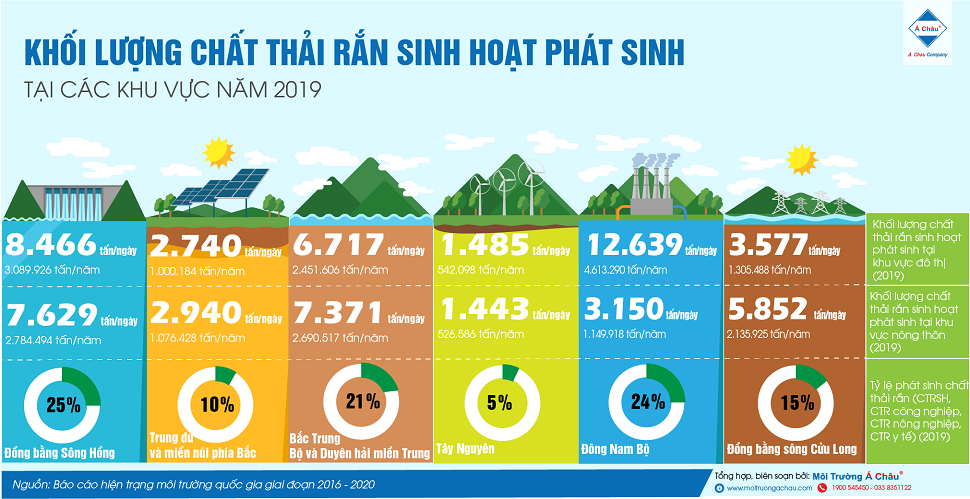 KHỐI LƯỢNG CHẤT THẢI RẮN SINH HOẠT PHÁT SINH
TẠI CÁC KHU VỰC NĂM 2019
Á Châu®
Á Chau Company
8.466 tấn/ngày
3.089.926 tấn/năm
2.740 tấn/ngày
1.000.184 tấn/năm
6.717 tấn/ngày
2.451.606 tấn/năm
1.485 tấn/ngày
542.098 tấn/năm
12.639 tấn/ngày
4.613.290 tấn/năm
3.577 tấn/ngày
1.305.488 tấn/năm
Khối lượng chất
thải rắn sinh hoạt
phát sinh tại
khu vực đô thị
(2019)
7.629 tấn/ngày
2.784.494 tấn/năm
2.940 tấn/ngày
1.076.428 tấn/năm
7.371 tấn/ngày
2.690.517 tấn/năm
1.443 tấn/ngày
526.586 tấn/năm
3.150 tấn/ngày
1.149.918 tấn/năm
5.852 tấn/ngày
2.135.925 tấn/năm
Khối lượng chất
thải rắn sinh hoạt
phát sinh tại khu
vực nông thôn
(2019)
25%
Đồng bằng Sông Hồng
10%
Trung du
và miền núi phía Bắc
21%
Bắc Trung
Bộ và Duyên hải miền Trung
5%
Tây Nguyên
24%
Đông Nam Bộ
15%
Đồng bằng sông Cửu Long
Tỷ lệ phát sinh chất
thải rắn (CTRSH,
CTR công nghiệp,
CTR nông nghiệp,
CTR y tế) (2019)
Nguồn: Báo cáo hiện trạng môi trường quốc gia giai đoạn 2016 - 2020
Tổng hợp, biên soạn bởi: Môi Trường Á Châu®
www.moitruongachau.com 1900 545450 - 033 8351122